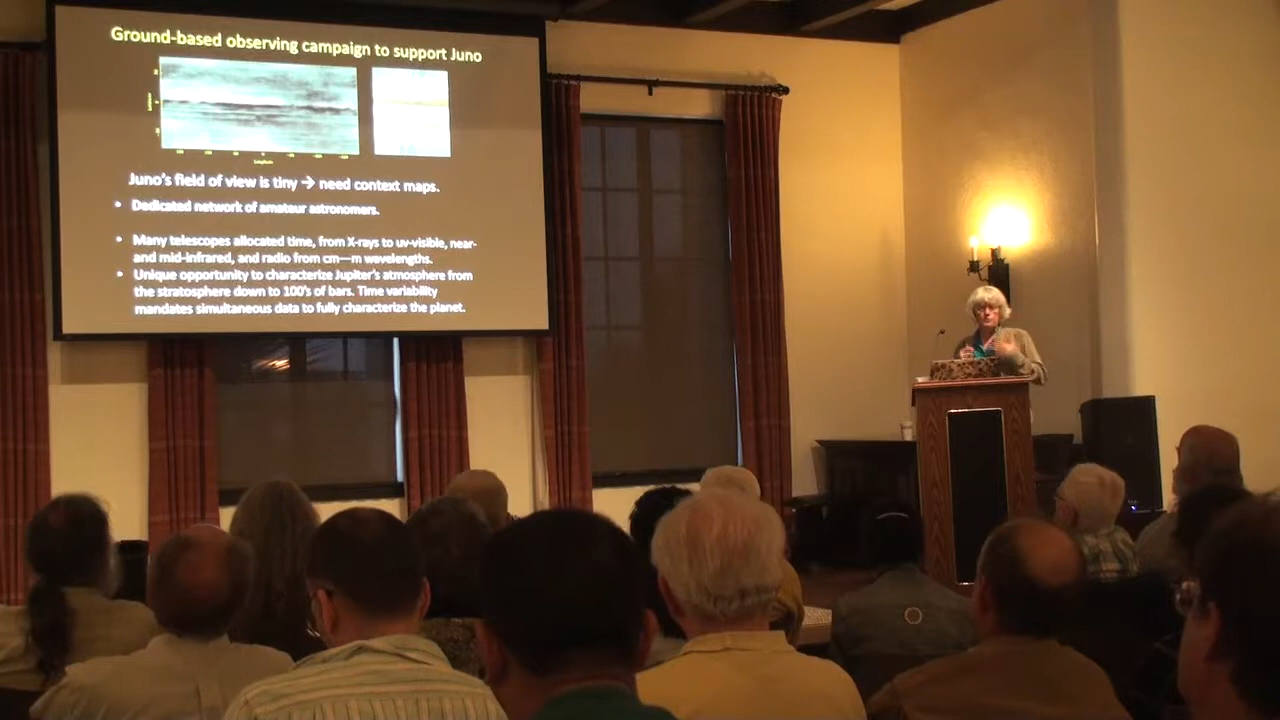 Ground-based observing campaign to support Juno
Juno's field of view is tiny → need context maps.
• Dedicated network of amateur astronomers.
• Many telescopes allocated time, from X-rays to uv-visible, near-
and mid-infrared, and radio from cm—m wavelengths.
• Unique opportunity to characterize Jupiter's atmosphere from
the stratosphere down to 100's of bars. Time variability
mandates simultaneous data to fully characterize the planet.